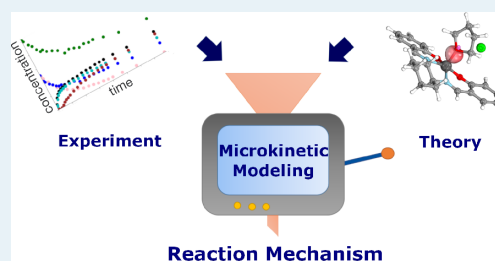 concentration
time
Experiment
Theory
Microkinetic
Modeling
Reaction Mechanism